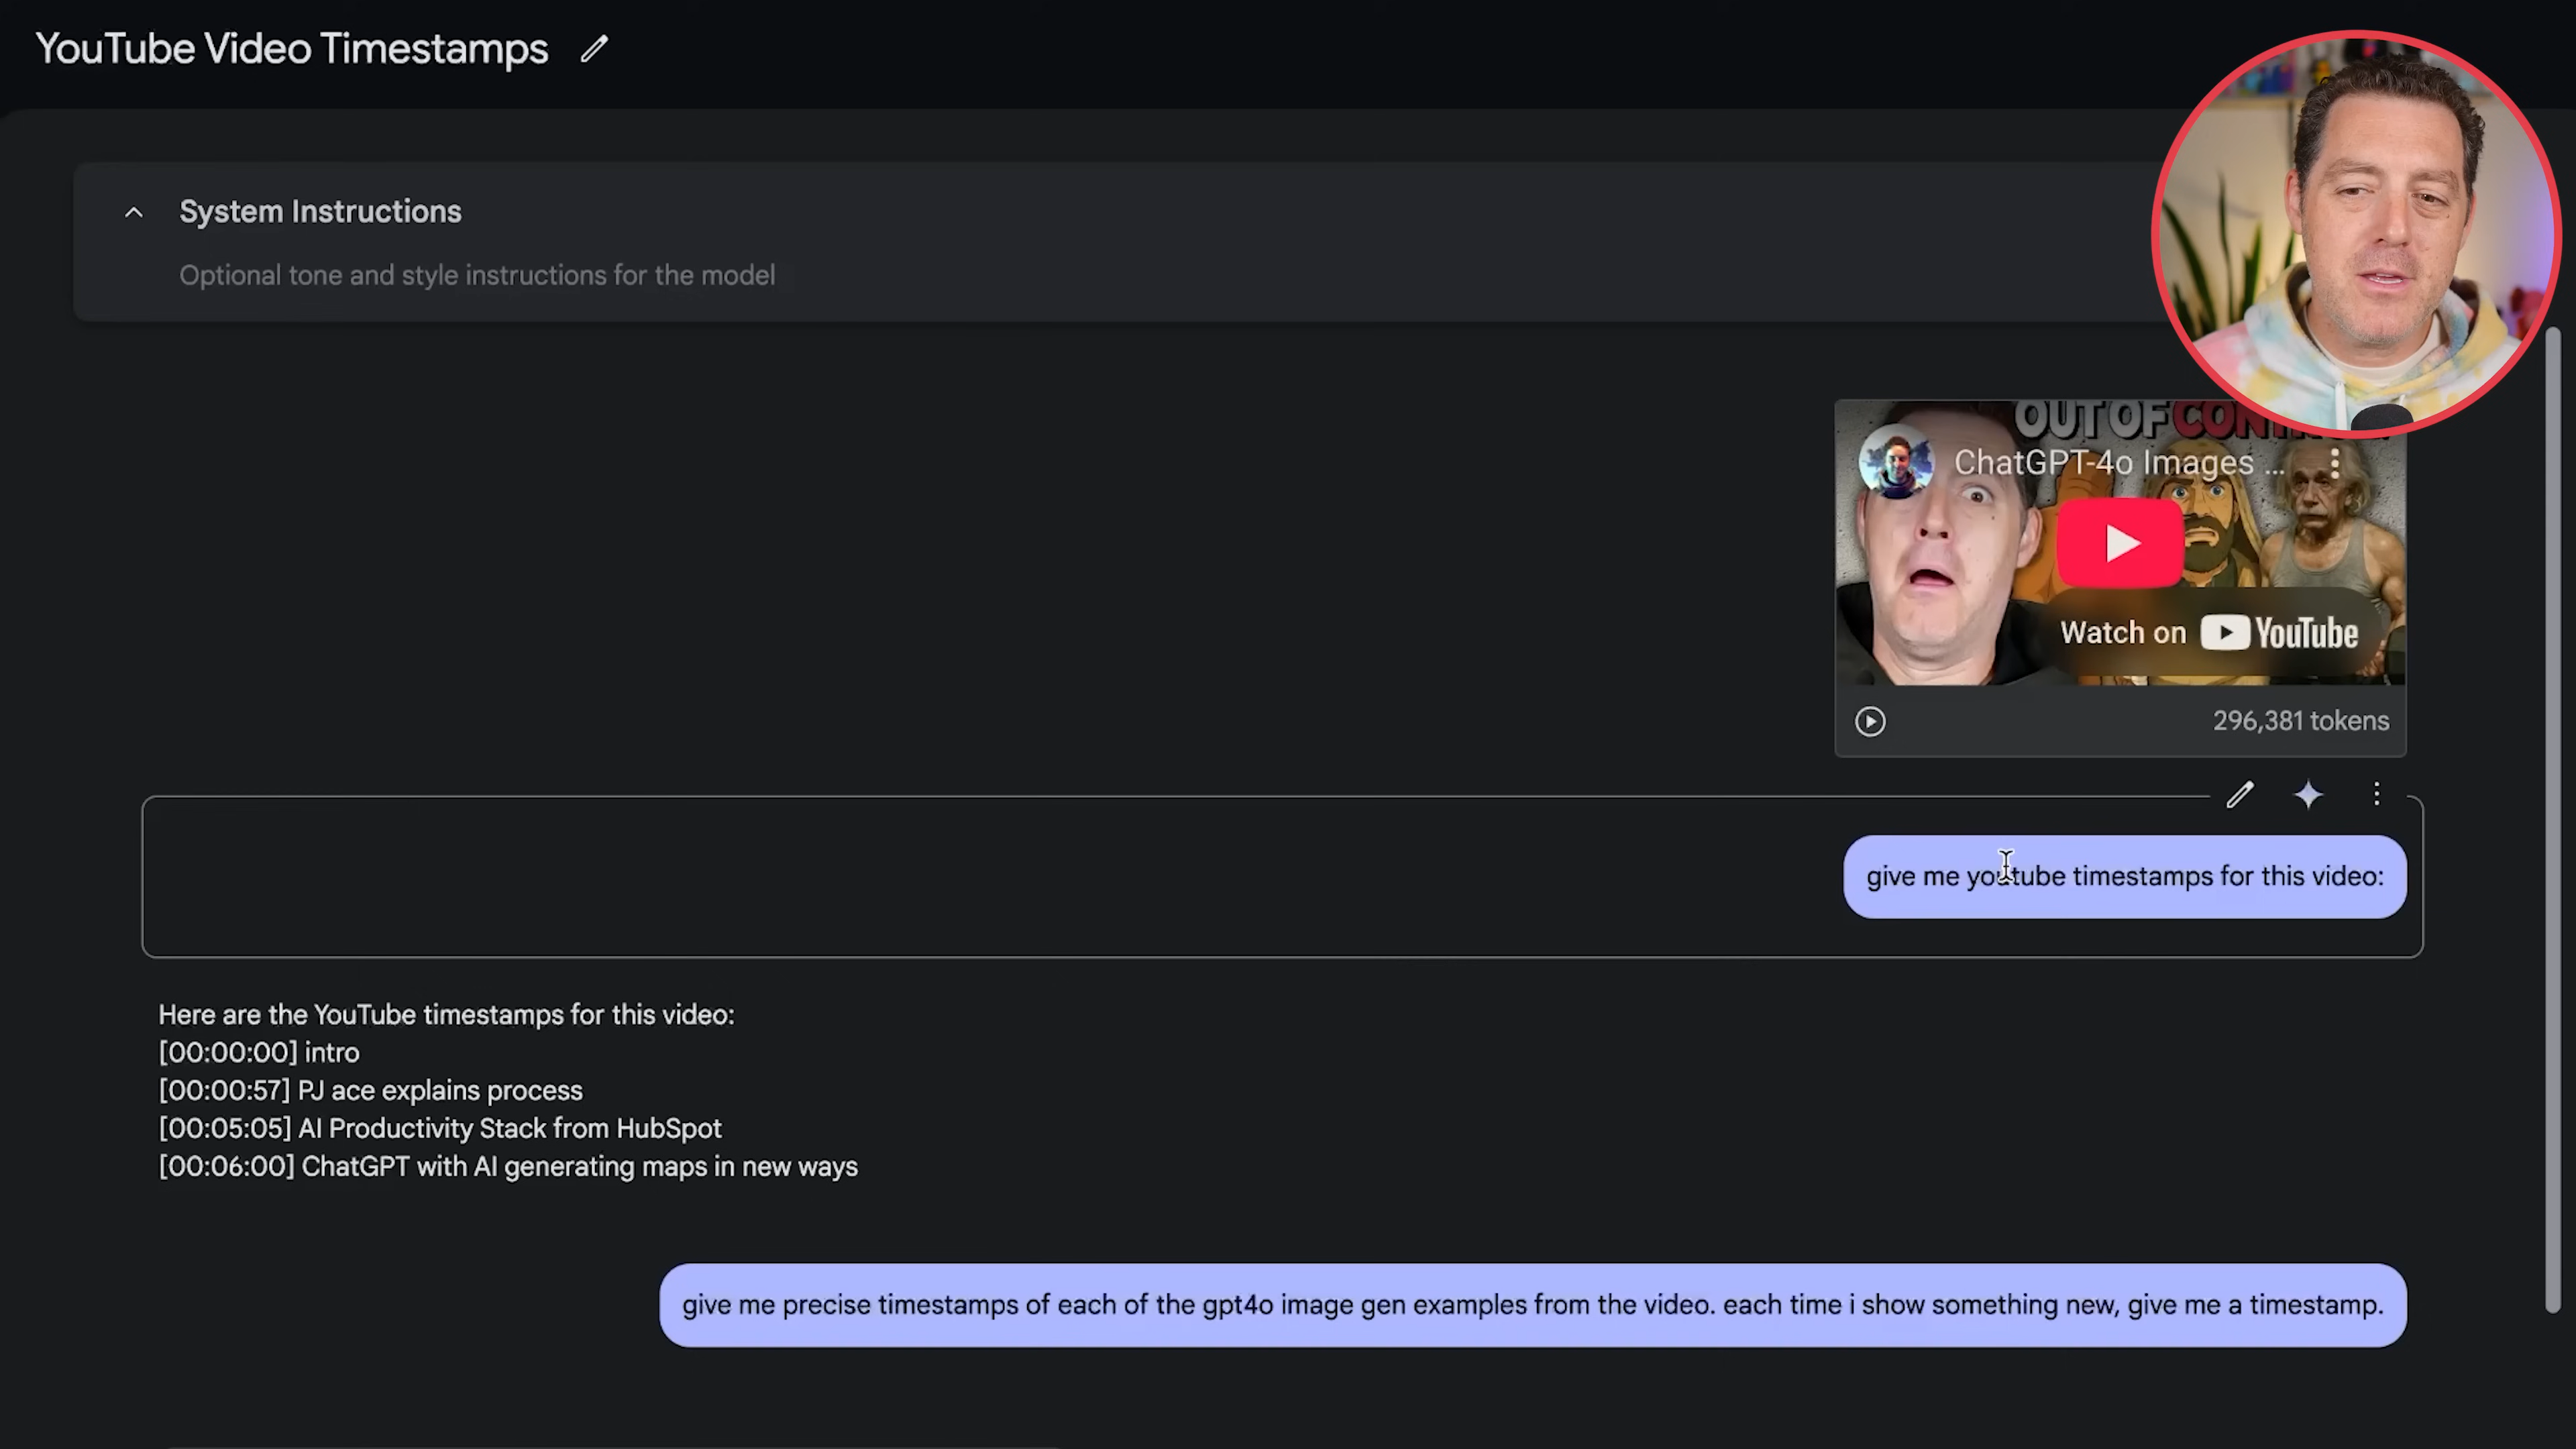 YouTube Video Timestamps
System Instructions
Optional tone and style instructions for the model
OUT OF
ChatGPT-4o Images ...
Watch on YouTube
296,381 tokens
give me youtube timestamps for this video:
Here are the YouTube timestamps for this video:
[00:00:00] intro
[00:00:57] PJ ace explains process
[00:05:05] AI Productivity Stack from HubSpot
[00:06:00] ChatGPT with AI generating maps in new ways
give me precise timestamps of each of the gpt4o image gen examples from the video. each time i show something new, give me a timestamp.